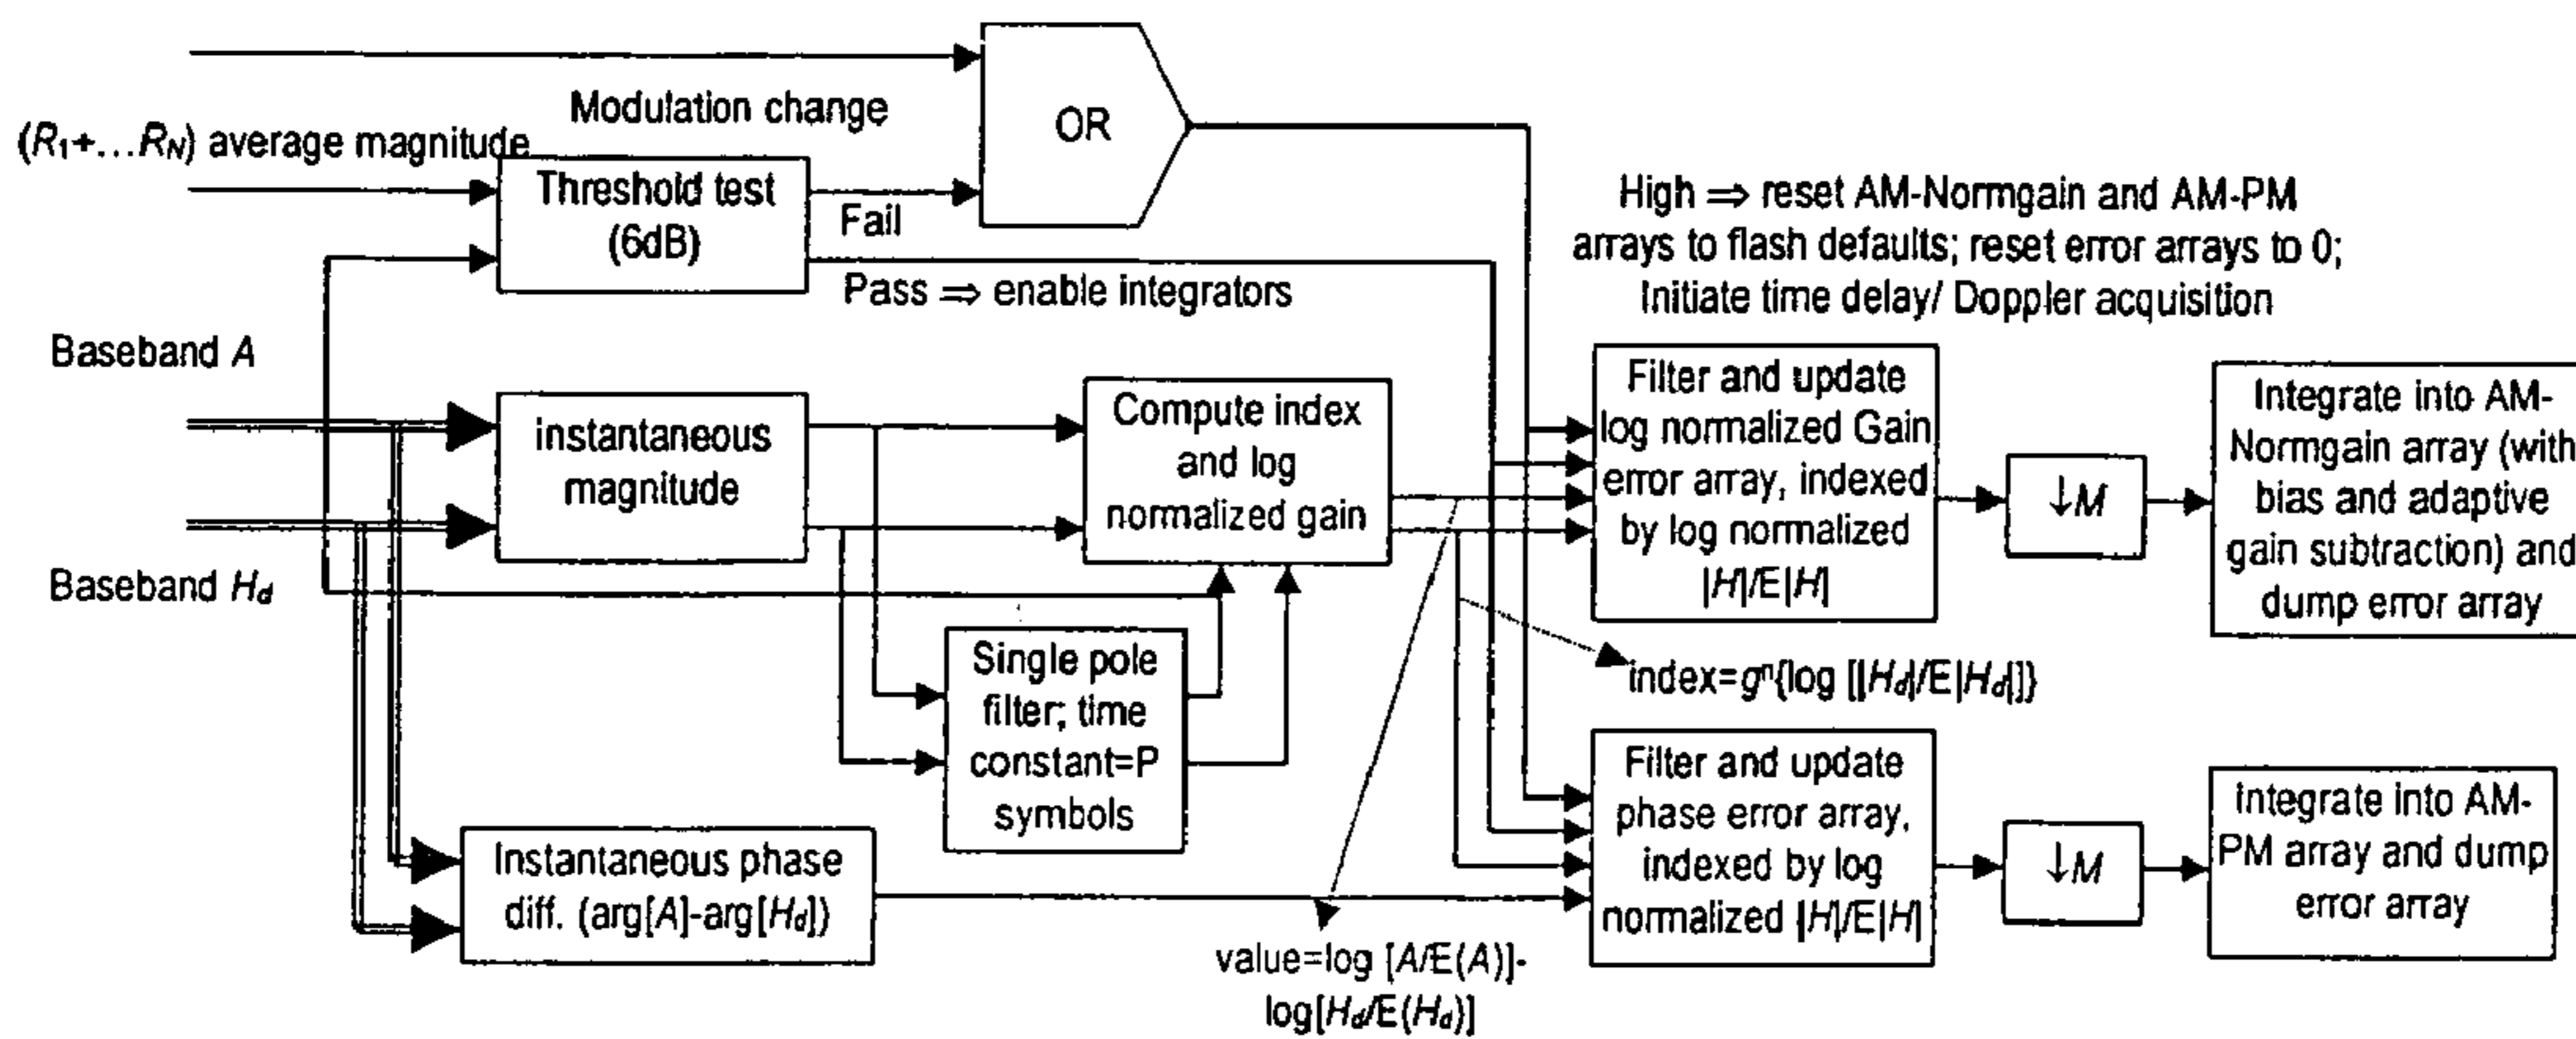 Modulation change
(R1+…RN) average magnitude
OR
Threshold test
(6dB)
Fail
Pass ⇒ enable integrators
High ⇒ reset AM-Normgain and AM-PM
arrays to flash defaults; reset error arrays to 0;
Initiate time delay/ Doppler acquisition
Baseband A
Baseband Hd
instantaneous
magnitude
Compute index
and log
normalized gain
Filter and update
log normalized Gain
error array, indexed
by log normalized
|H|/E|H|
↓M
Integrate into AM-
Normgain array (with
bias and adaptive
gain subtraction) and
dump error array
Single pole
filter; time
constant=P
symbols
index=gⁿ{log [|Hd|/E|Hd|]}
Instantaneous phase
diff. (arg[A]-arg[Hd])
value=log [A/E(A)]-
log[Hd/E(Hd)]
Filter and update
phase error array,
indexed by log
normalized |H|/E|H|
↓M
Integrate into AM-
PM array and dump
error array